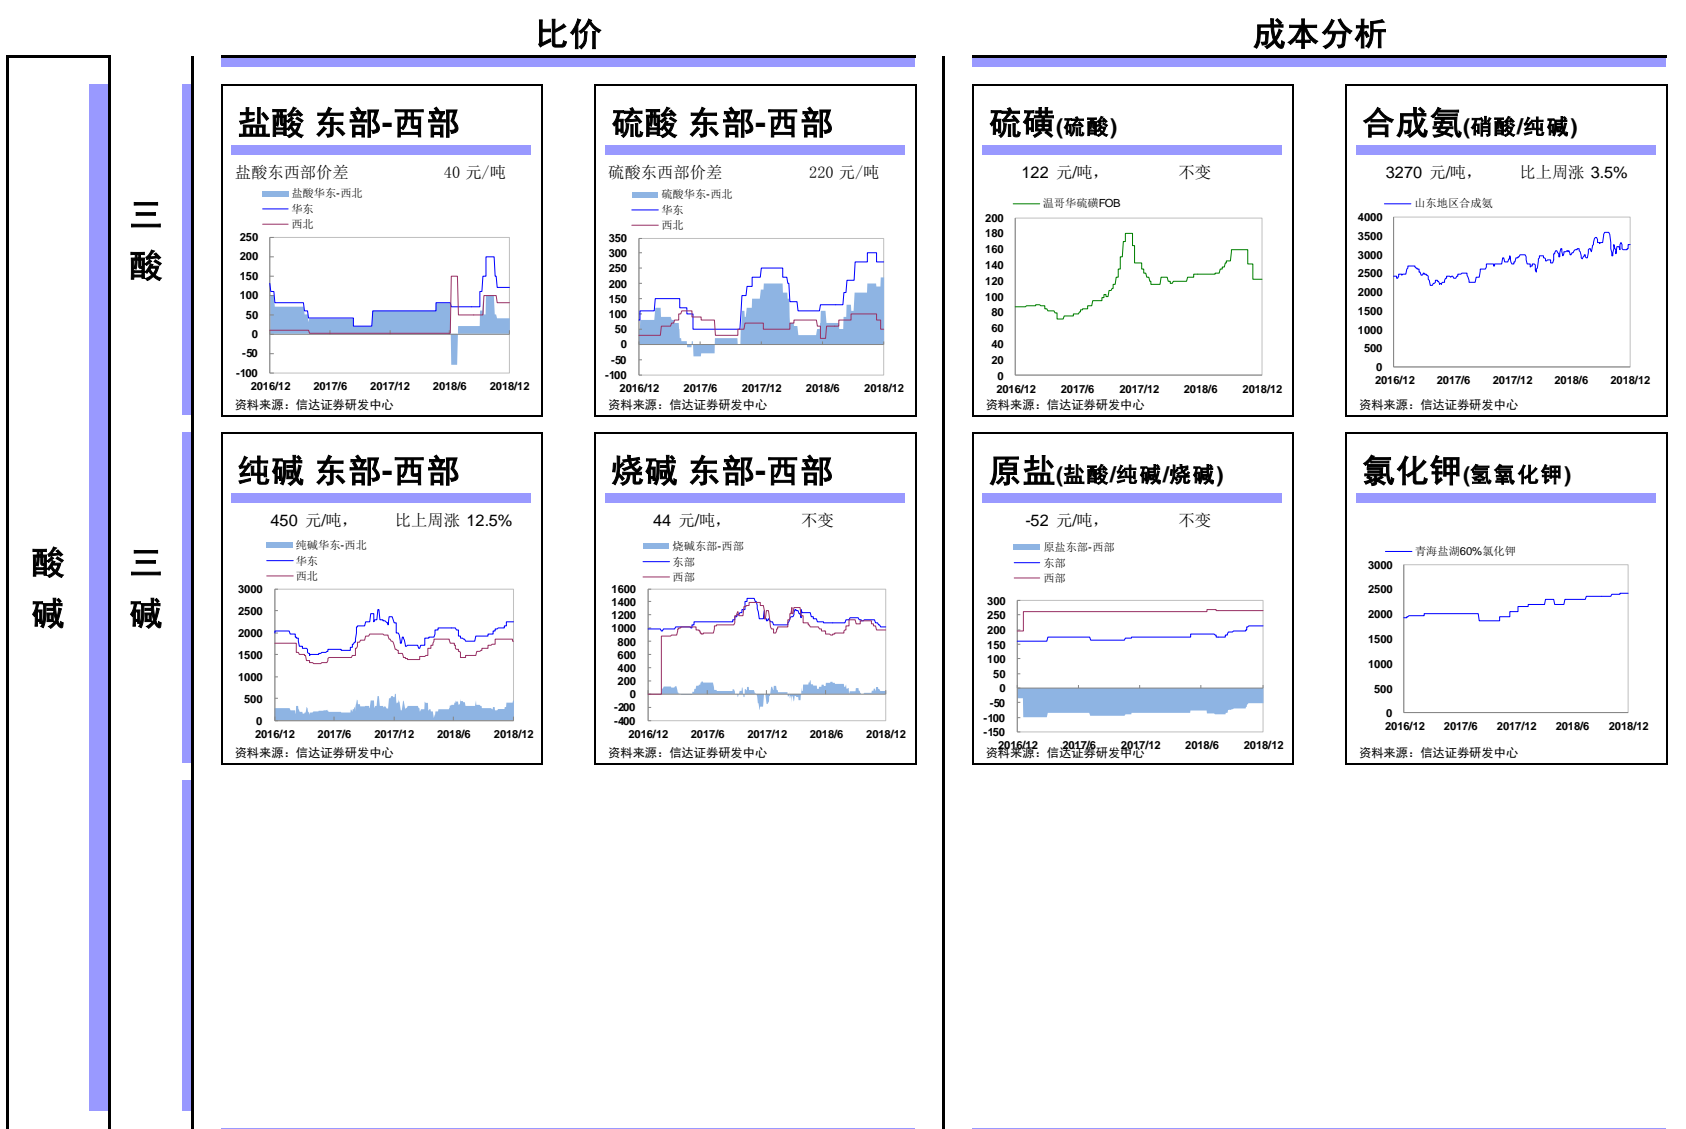 比价
成本分析
酸
碱
三
酸
三
碱
盐酸 东部-西部
盐酸东西部价差 40 元/吨
盐酸华东-西北
华东
西北
250
200
150
100
50
0
-50
-100
2016/12 2017/6 2017/12 2018/6 2018/12
资料来源：信达证券研发中心
硫酸 东部-西部
硫酸东西部价差 220 元/吨
硫酸华东-西北
华东
西北
350
300
250
200
150
100
50
0
-50
-100
2016/12 2017/6 2017/12 2018/6 2018/12
资料来源：信达证券研发中心
硫磺(硫酸)
122 元/吨， 不变
温哥华硫磺FOB
200
180
160
140
120
100
80
60
40
20
0
2016/12 2017/6 2017/12 2018/6 2018/12
资料来源：信达证券研发中心
合成氨(硝酸/纯碱)
3270 元/吨， 比上周涨 3.5%
山东地区合成氨
4000
3500
3000
2500
2000
1500
1000
500
0
2016/12 2017/6 2017/12 2018/6 2018/12
资料来源：信达证券研发中心
纯碱 东部-西部
450 元/吨， 比上周涨 12.5%
纯碱华东-西北
华东
西北
3000
2500
2000
1500
1000
500
0
2016/12 2017/6 2017/12 2018/6 2018/12
资料来源：信达证券研发中心
烧碱 东部-西部
44 元/吨， 不变
烧碱东部-西部
东部
西部
1600
1400
1200
1000
800
600
400
200
0
-200
-400
2016/12 2017/6 2017/12 2018/6 2018/12
资料来源：信达证券研发中心
原盐(盐酸/纯碱/烧碱)
-52 元/吨， 不变
原盐东部-西部
东部
西部
300
250
200
150
100
50
0
-50
-100
-150
2016/12 2017/6 2017/12 2018/6 2018/12
资料来源：信达证券研发中心
氯化钾(氢氧化钾)
青海盐湖60%氯化钾
3000
2500
2000
1500
1000
500
0
2016/12 2017/6 2017/12 2018/6 2018/12
资料来源：信达证券研发中心